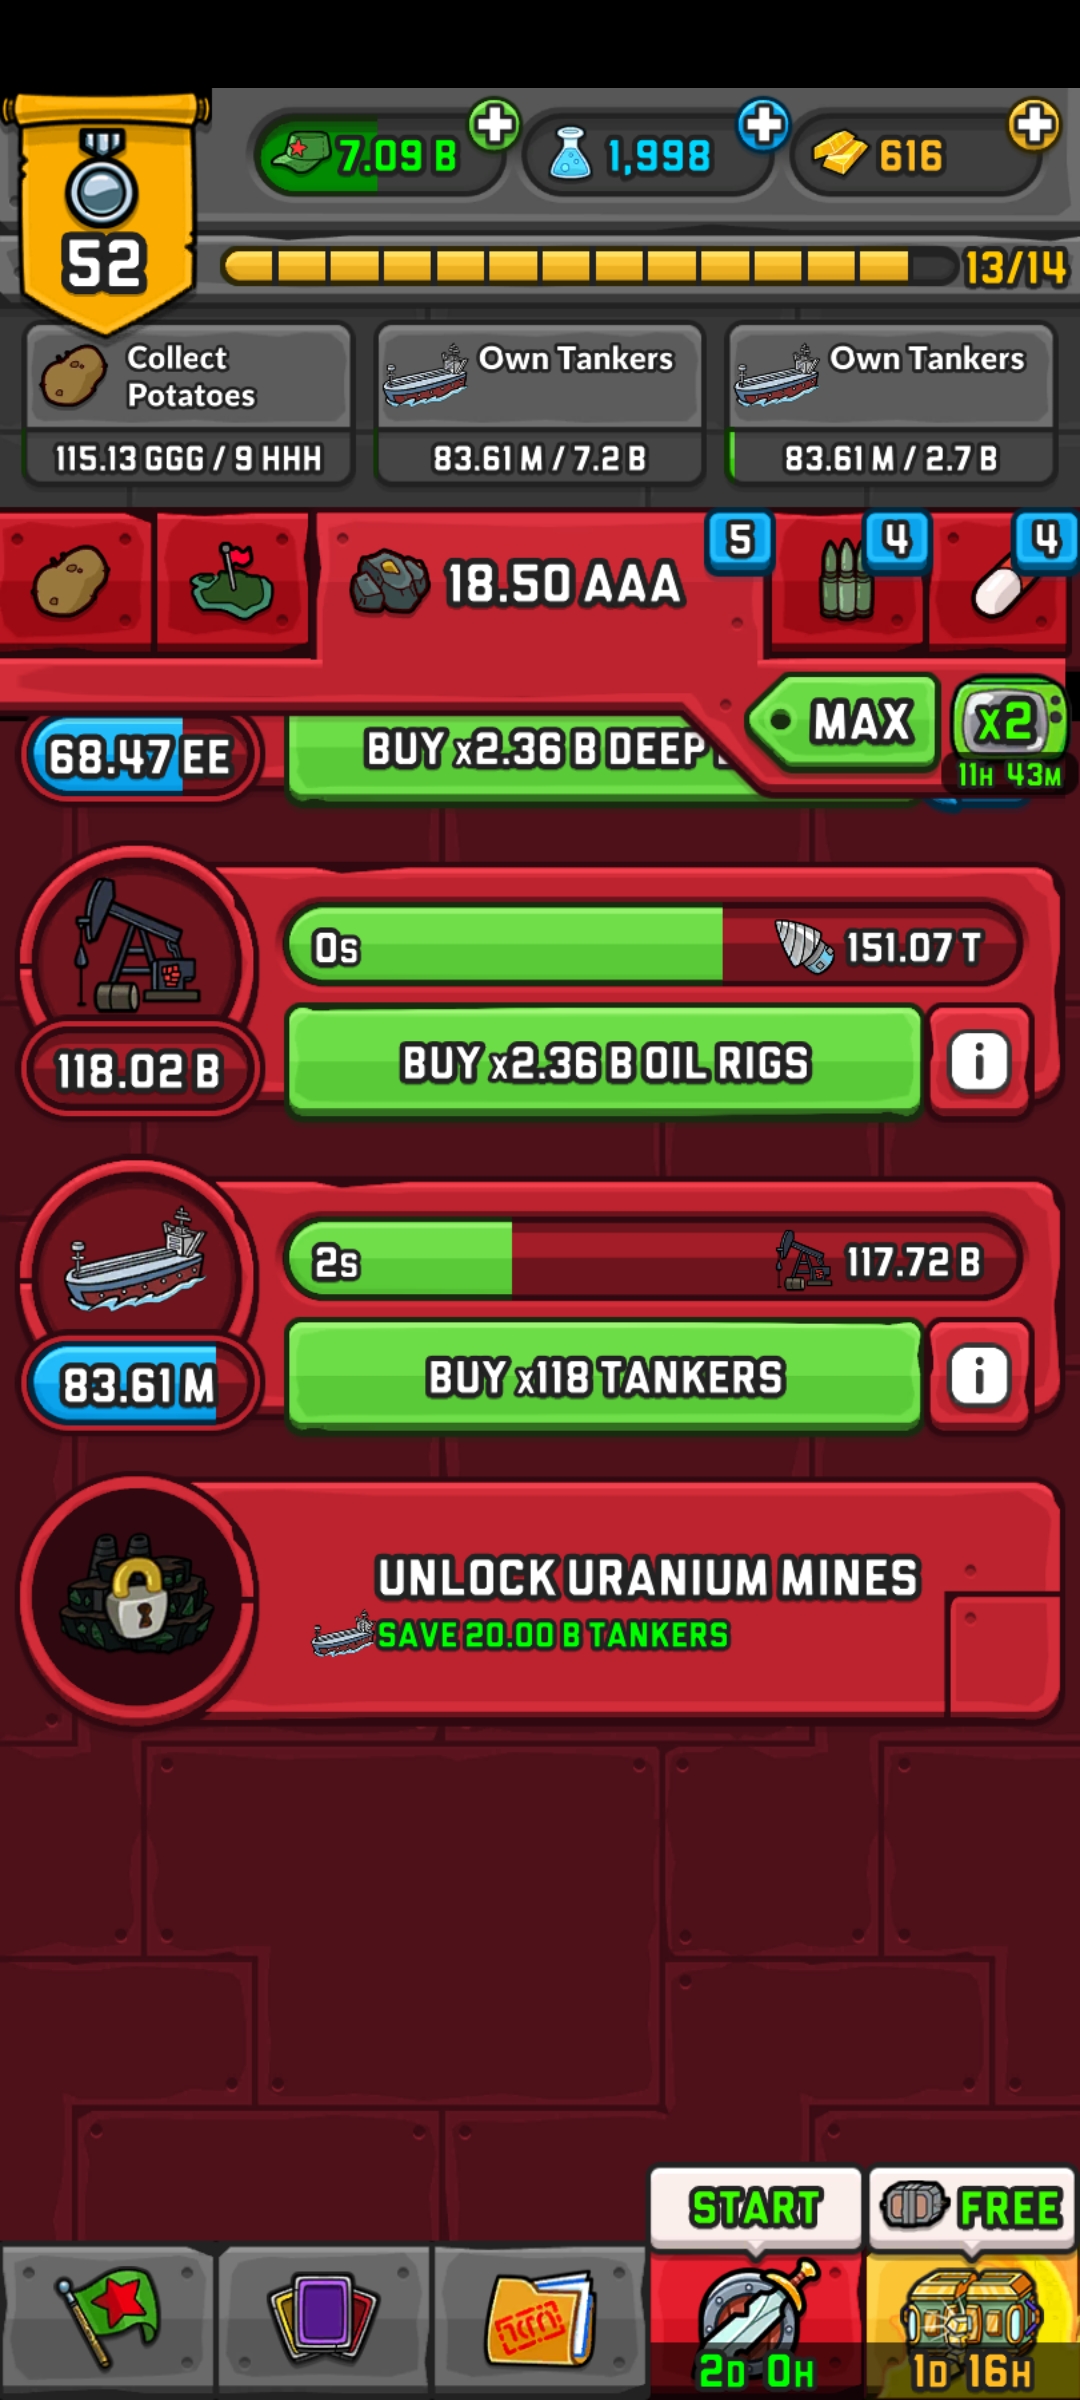 7.09 B
1,998
616
52
13/14
Collect
Potatoes
Own Tankers
Own Tankers
115.13 GGG / 9 HHH
83.61 M / 7.2 B
83.61 M / 2.7 B
5
4
4
18.50 AAA
MAX
x2
11H 43M
68.47 EE
BUY x2.36 B DEEP
0s
151.07 T
118.02 B
BUY x2.36 B OIL RIGS
i
2s
117.72 B
83.61 M
BUY x118 TANKERS
i
UNLOCK URANIUM MINES
SAVE 20.00 B TANKERS
START
FREE
2D 0H
1D 16H